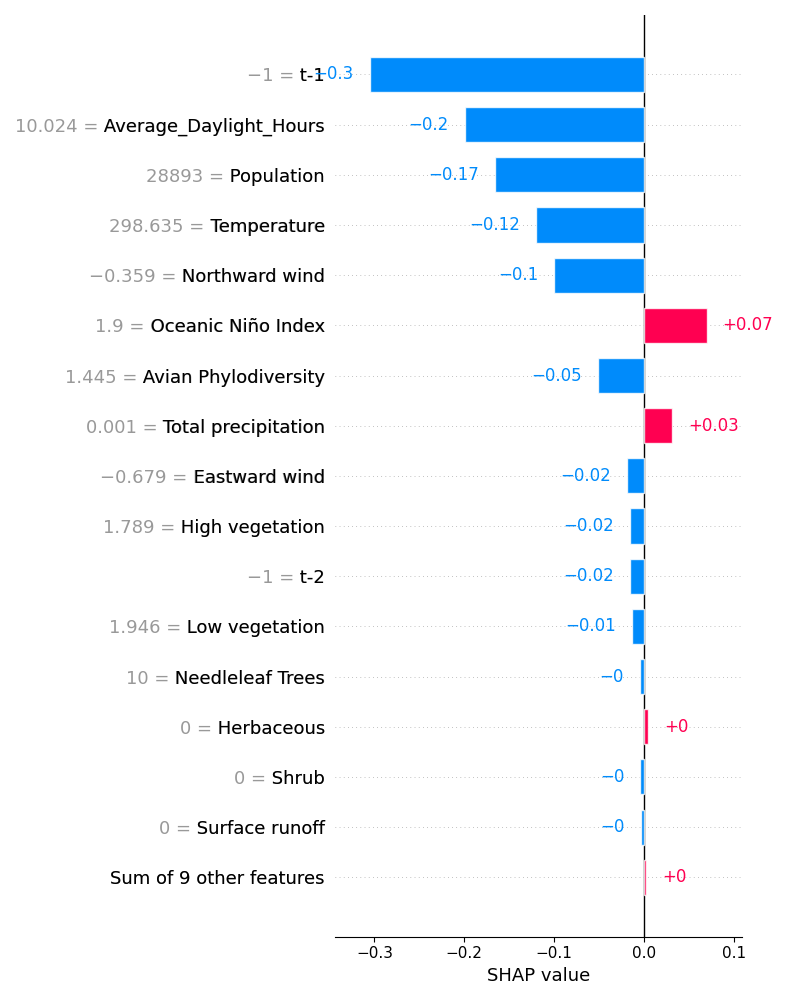 −1 = t-1 −0.3
10.024 = Average_Daylight_Hours −0.2
28893 = Population −0.17
298.635 = Temperature −0.12
−0.359 = Northward wind −0.1
1.9 = Oceanic Niño Index +0.07
1.445 = Avian Phylodiversity −0.05
0.001 = Total precipitation +0.03
−0.679 = Eastward wind −0.02
1.789 = High vegetation −0.02
−1 = t-2 −0.02
1.946 = Low vegetation −0.01
10 = Needleleaf Trees −0
0 = Herbaceous +0
0 = Shrub −0
0 = Surface runoff −0
Sum of 9 other features +0
−0.3 −0.2 −0.1 0.0 0.1
SHAP value